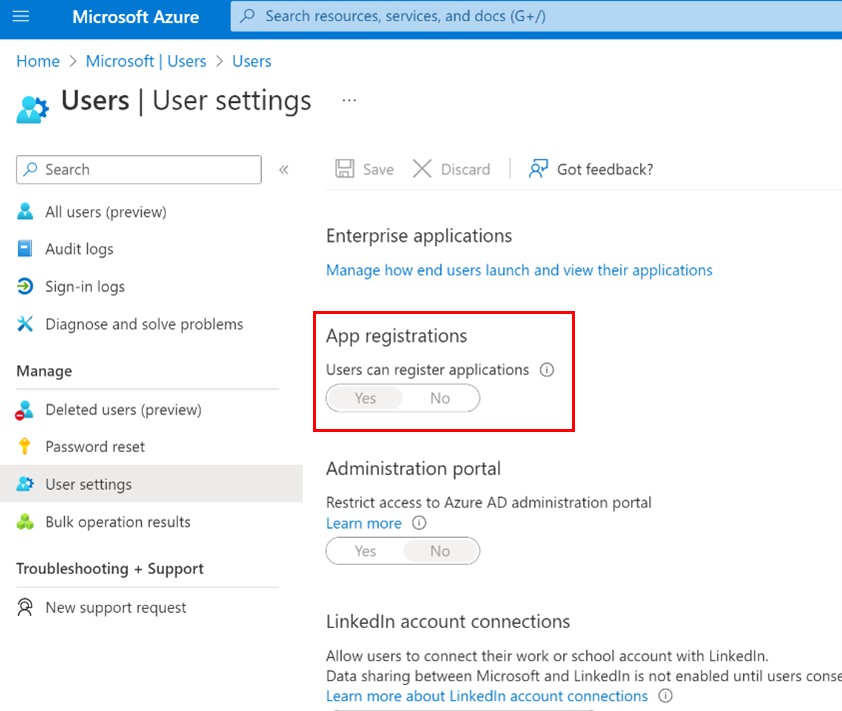 Microsoft Azure
Search resources, services, and docs (G+/)
Home > Microsoft | Users > Users
Users | User settings ...
Search «
All users (preview)
Audit logs
Sign-in logs
Diagnose and solve problems
Manage
Deleted users (preview)
Password reset
User settings
Bulk operation results
Troubleshooting + Support
New support request
Save Discard | Got feedback?
Enterprise applications
Manage how end users launch and view their applications
App registrations
Users can register applications
Yes No
Administration portal
Restrict access to Azure AD administration portal
Learn more
Yes No
LinkedIn account connections
Allow users to connect their work or school account with LinkedIn.
Data sharing between Microsoft and LinkedIn is not enabled until users conse
Learn more about LinkedIn account connections